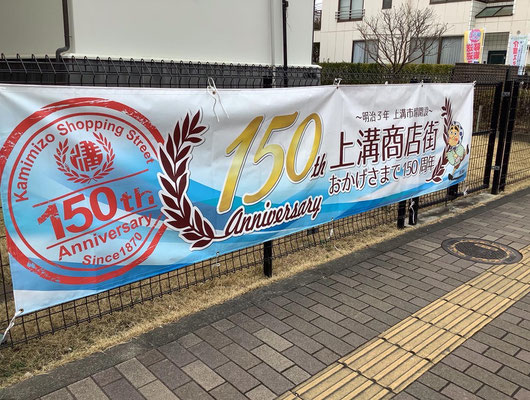 Kamimizo Shopping Street
溝
150th
Anniversary
Since1870
150th
Anniversary
～明治3年 上溝市場開設～
上溝商店街
おかげさまで150周年